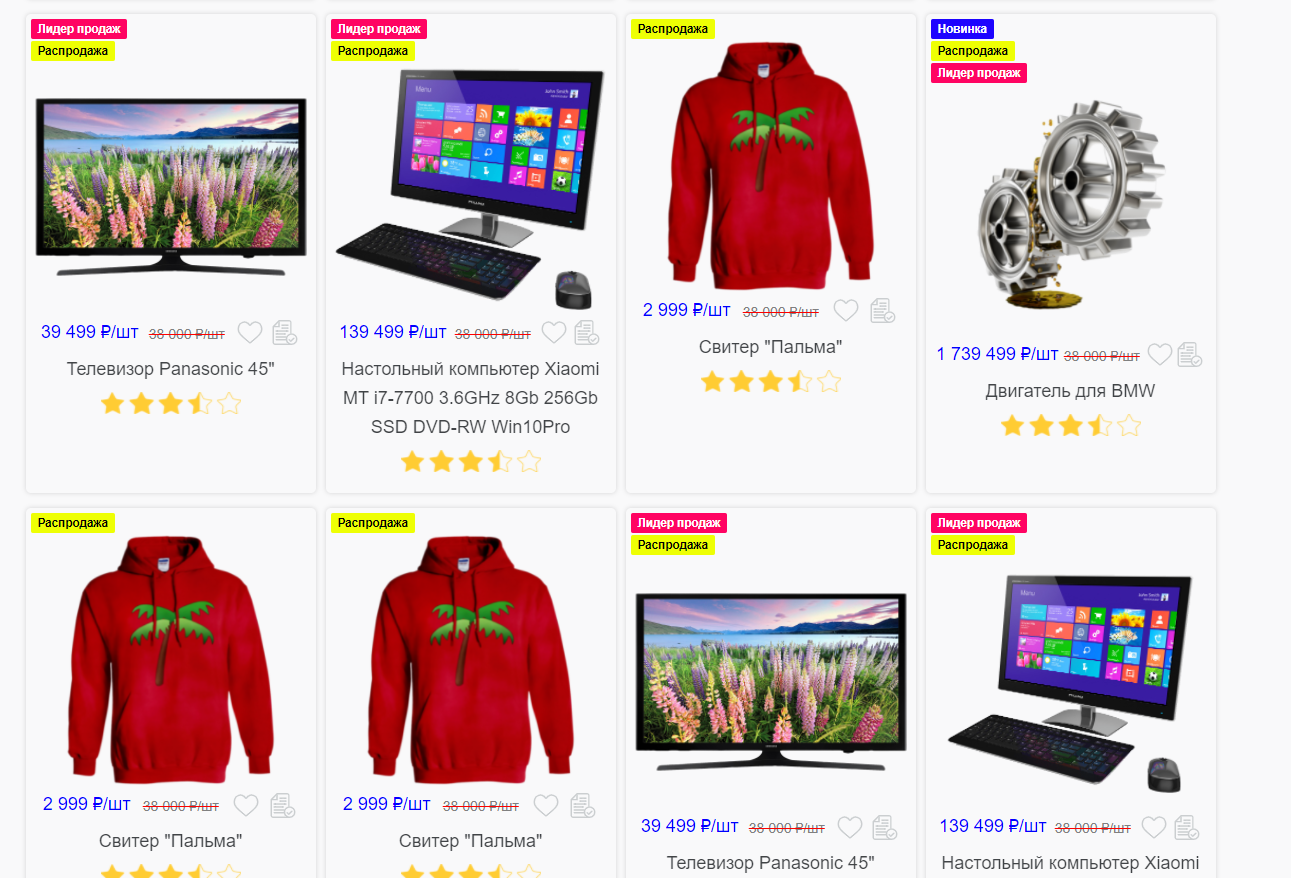 Лидер продаж
Распродажа
39 499 ₽/шт 38 000 ₽/шт
Телевизор Panasonic 45"
Лидер продаж
Распродажа
Menu
John Smith
139 499 ₽/шт 38 000 ₽/шт
Настольный компьютер Xiaomi
MT i7-7700 3.6GHz 8Gb 256Gb
SSD DVD-RW Win10Pro
Распродажа
2 999 ₽/шт 38 000 ₽/шт
Свитер "Пальма"
Новинка
Распродажа
Лидер продаж
1 739 499 ₽/шт 38 000 ₽/шт
Двигатель для BMW
Распродажа
2 999 ₽/шт 38 000 ₽/шт
Свитер "Пальма"
Распродажа
2 999 ₽/шт 38 000 ₽/шт
Свитер "Пальма"
Лидер продаж
Распродажа
39 499 ₽/шт 38 000 ₽/шт
Телевизор Panasonic 45"
Лидер продаж
Распродажа
Menu
John Smith
139 499 ₽/шт 38 000 ₽/шт
Настольный компьютер Xiaomi